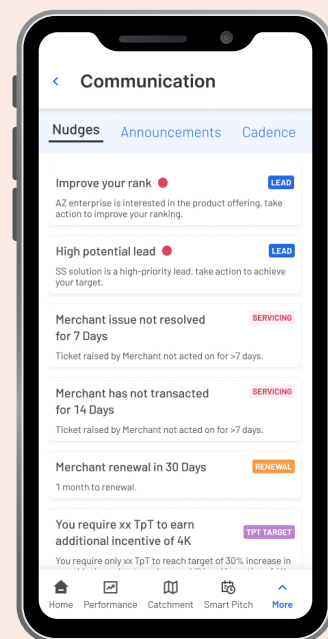 Communication
Nudges Announcements Cadence
Improve your rank LEAD
AZ enterprise is interested in the product offering, take
action to improve your ranking.
High potential lead LEAD
SS solution is a high-priority lead, take action to achieve
your target.
Merchant issue not resolved SERVICING
for 7 Days
Ticket raised by Merchant not acted on for >7 days.
Merchant has not transacted SERVICING
for 14 Days
Ticket raised by Merchant not acted on for >7 days.
Merchant renewal in 30 Days RENEWAL
1 month to renewal.
You require xx TpT to earn
additional incentive of 4K TPT TARGET
You require only xx TpT to reach target of 30% increase in
Home Performance Catchment Smart Pitch More